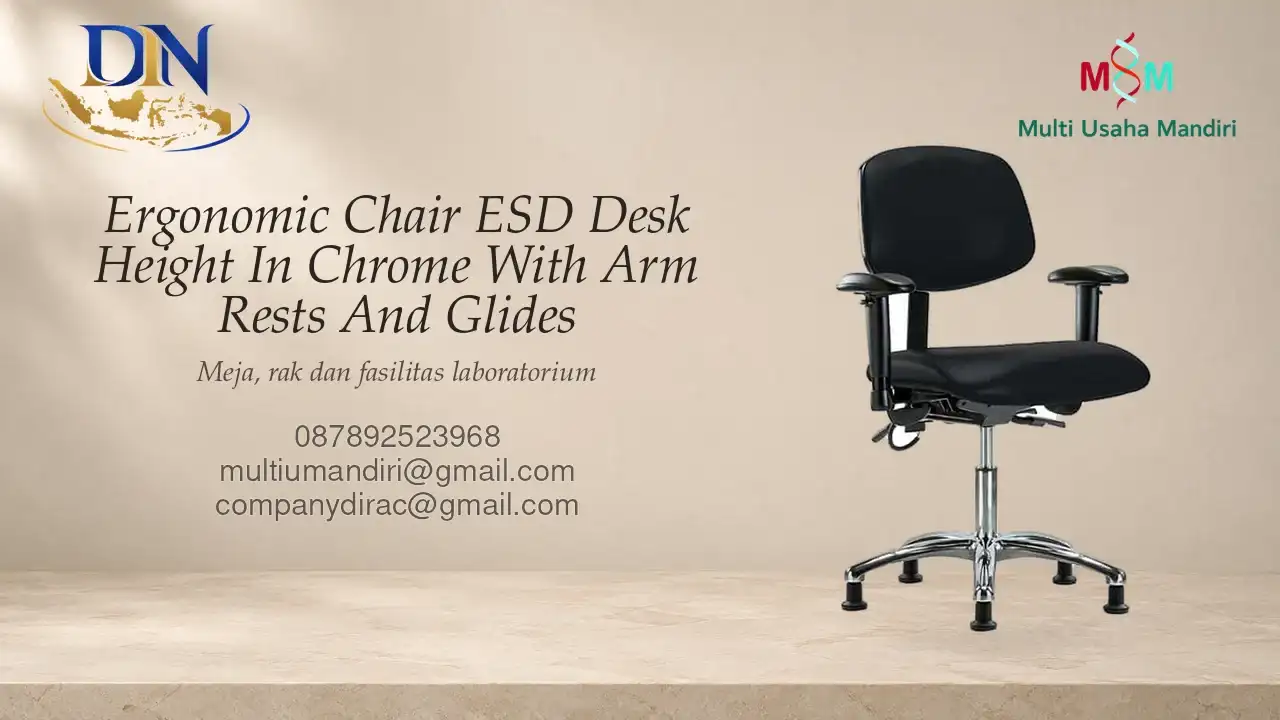 DN
MSM
Multi Usaha Mandiri
Ergonomic Chair ESD Desk
Height In Chrome With Arm
Rests And Glides
Meja, rak dan fasilitas laboratorium
087892523968
multiumandiri@gmail.com
companydirac@gmail.com